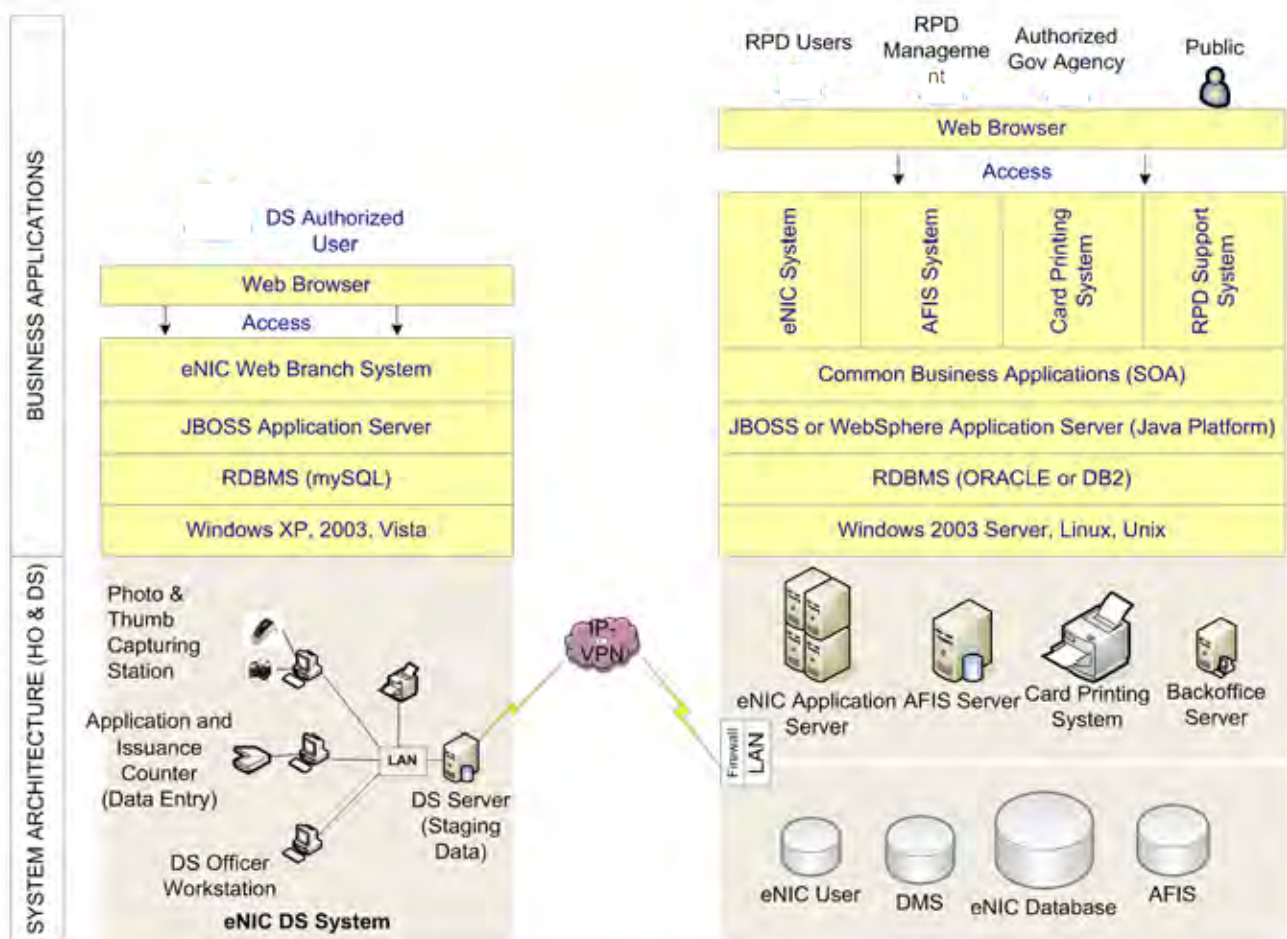 BUSINESS APPLICATIONS
SYSTEM ARCHITECTURE (HO & DS)
DS Authorized
User
Web Browser
Access
eNIC Web Branch System
JBOSS Application Server
RDBMS (mySQL)
Windows XP, 2003, Vista
Photo &
Thumb
Capturing
Station
Application and
Issuance
Counter
(Data Entry)
DS Officer
Workstation
LAN
DS Server
(Staging
Data)
eNIC DS System
IP-
VPN
RPD Users
RPD
Manageme
nt
Authorized
Gov Agency
Public
Web Browser
Access
eNIC System
AFIS System
Card Printing
System
RPD Support
System
Common Business Applications (SOA)
JBOSS or WebSphere Application Server (Java Platform)
RDBMS (ORACLE or DB2)
Windows 2003 Server, Linux, Unix
eNIC Application
Server
AFIS Server
Card Printing
System
Backoffice
Server
Firewall
LAN
eNIC User
DMS
eNIC Database
AFIS